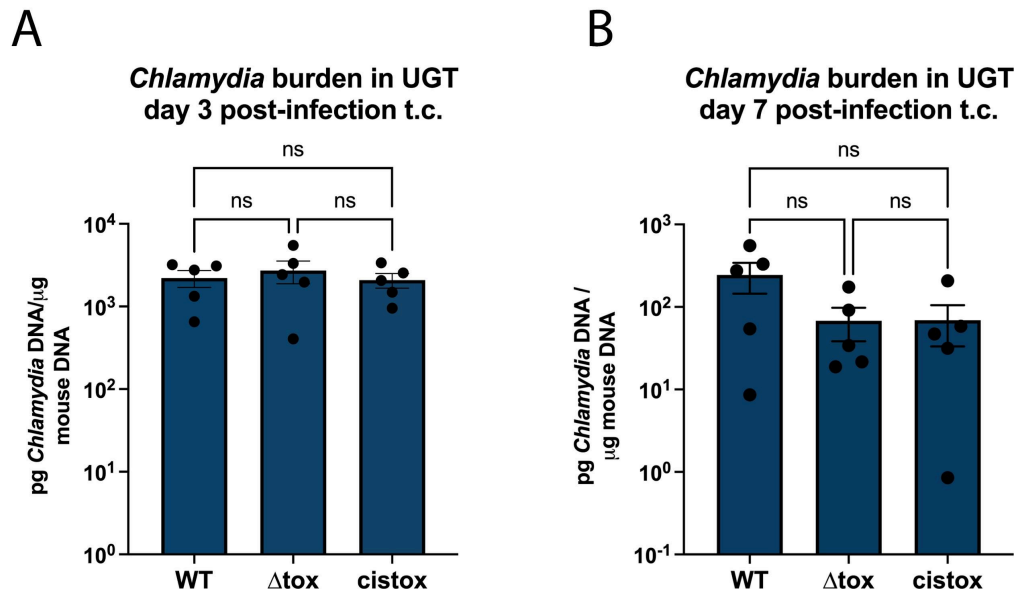 A
Chlamydia burden in UGT
day 3 post-infection t.c.
ns
ns
ns
10⁴
10³
10²
10¹
10⁰
pg Chlamydia DNA/μg
mouse DNA
WT
Δtox
cistox
B
Chlamydia burden in UGT
day 7 post-infection t.c.
ns
ns
ns
10³
10²
10¹
10⁰
10⁻¹
pg Chlamydia DNA /
μg mouse DNA
WT
Δtox
cistox